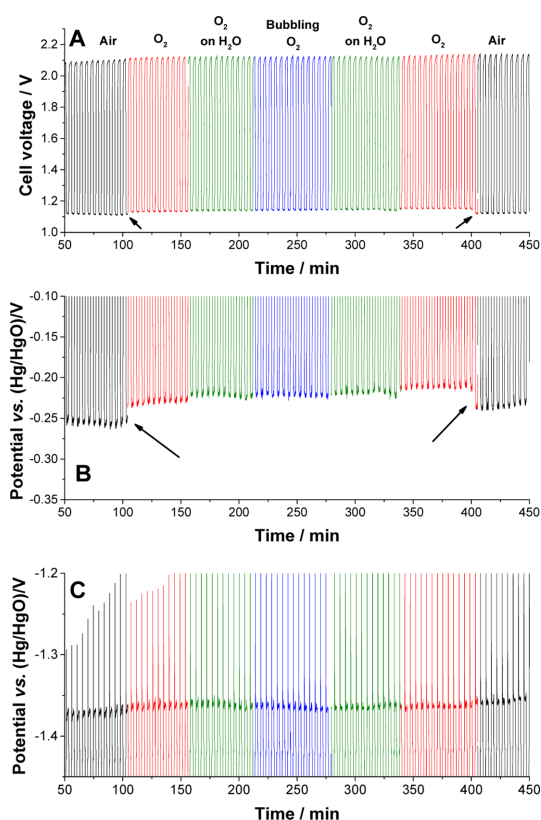 A
Air
O2
O2
on H2O
Bubbling
O2
O2
on H2O
O2
Air
Cell voltage / V
2.2
2.0
1.8
1.6
1.4
1.2
1.0
50 100 150 200 250 300 350 400 450
Time / min
Potential vs. (Hg/HgO)/V
-0.10
-0.15
-0.20
-0.25
-0.30
-0.35
B
50 100 150 200 250 300 350 400 450
Time / min
Potential vs. (Hg/HgO)/V
C
-1.2
-1.3
-1.4
50 100 150 200 250 300 350 400 450
Time / min